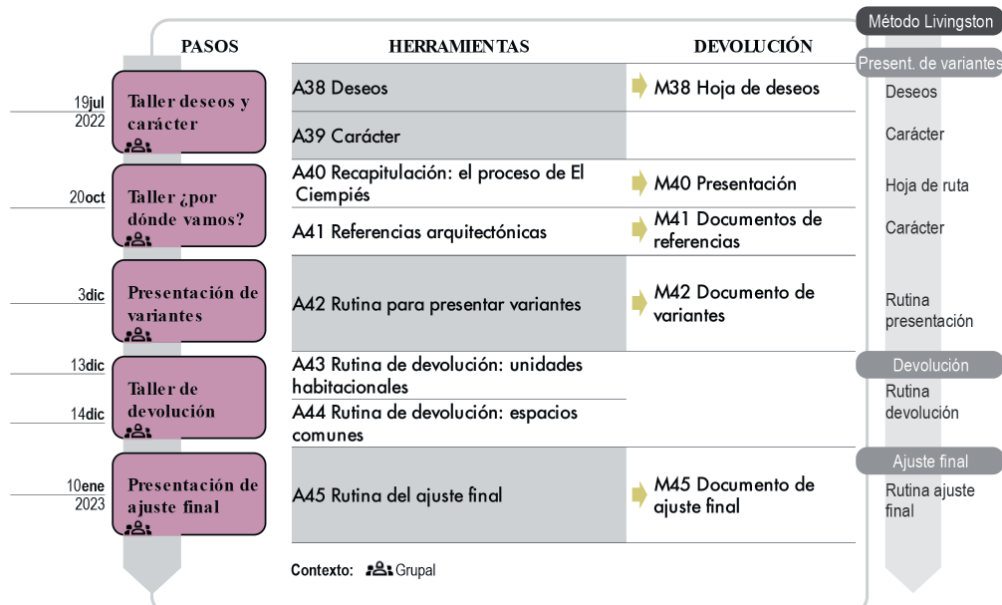 Método Livingston
PASOS
HERRAMIENTAS
DEVOLUCIÓN
Present. de variantes
19jul
2022
Taller deseos y
carácter
A38 Deseos
M38 Hoja de deseos
Deseos
A39 Carácter
Carácter
20oct
Taller ¿por
dónde vamos?
A40 Recapitulación: el proceso de El
Ciempiés
M40 Presentación
Hoja de ruta
A41 Referencias arquitectónicas
M41 Documentos de
referencias
Carácter
3dic
Presentación de
variantes
A42 Rutina para presentar variantes
M42 Documento de
variantes
Rutina
presentación
13dic
14dic
Taller de
devolución
A43 Rutina de devolución: unidades
habitacionales
A44 Rutina de devolución: espacios
comunes
Devolución
Rutina
devolución
10ene
2023
Presentación de
ajuste final
A45 Rutina del ajuste final
M45 Documento de
ajuste final
Ajuste final
Rutina ajuste
final
Contexto: Grupal